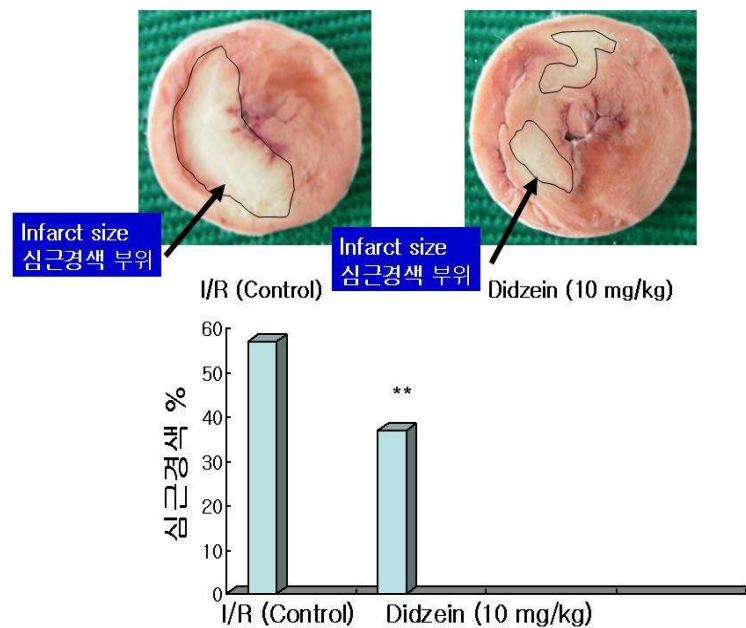 Infarct size
심근경색 부위
Infarct size
심근경색 부위
I/R (Control)
Didzein (10 mg/kg)
심근경색 %
60
50
40
30
20
10
0
**
I/R (Control)
Didzein (10 mg/kg)